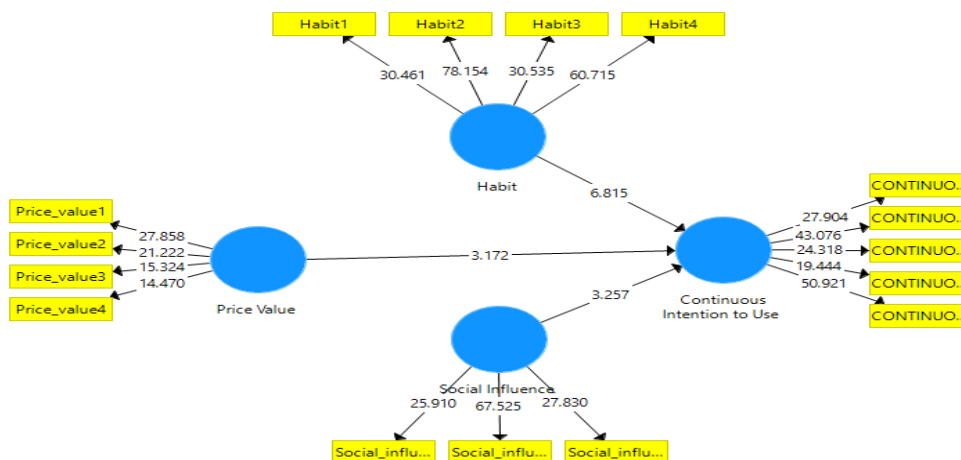 Habit1
Habit2
Habit3
Habit4
30.461
78.154
30.535
60.715
Habit
6.815
Price_value1
Price_value2
Price_value3
Price_value4
27.858
21.222
15.324
14.470
Price Value
3.172
CONTINUO...
CONTINUO...
CONTINUO...
CONTINUO...
CONTINUO...
27.904
43.076
24.318
19.444
50.921
Continuous
Intention to Use
3.257
Social Influence
25.910
67.525
27.830
Social_influ...
Social_influ...
Social_influ...